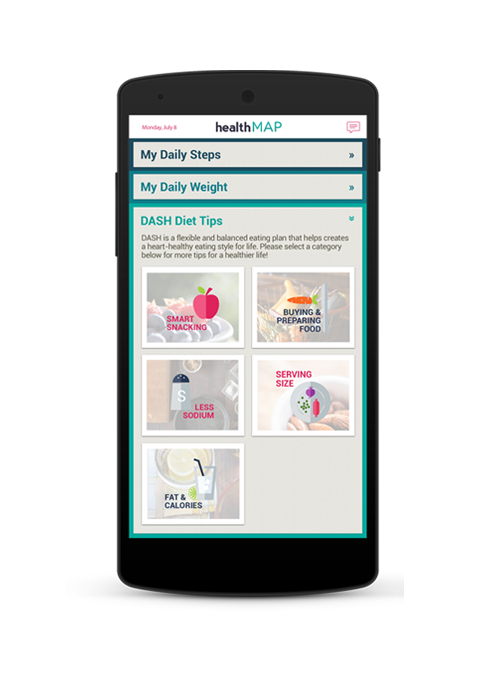 Monday, July 8
healthMAP
My Daily Steps »
My Daily Weight »
DASH Diet Tips
DASH is a flexible and balanced eating plan that helps creates
a heart-healthy eating style for life. Please select a category
below for more tips for a healthier life!
SMART
SNACKING
BUYING &
PREPARING
FOOD
S
LESS
SODIUM
SERVING
SIZE
FAT &
CALORIES